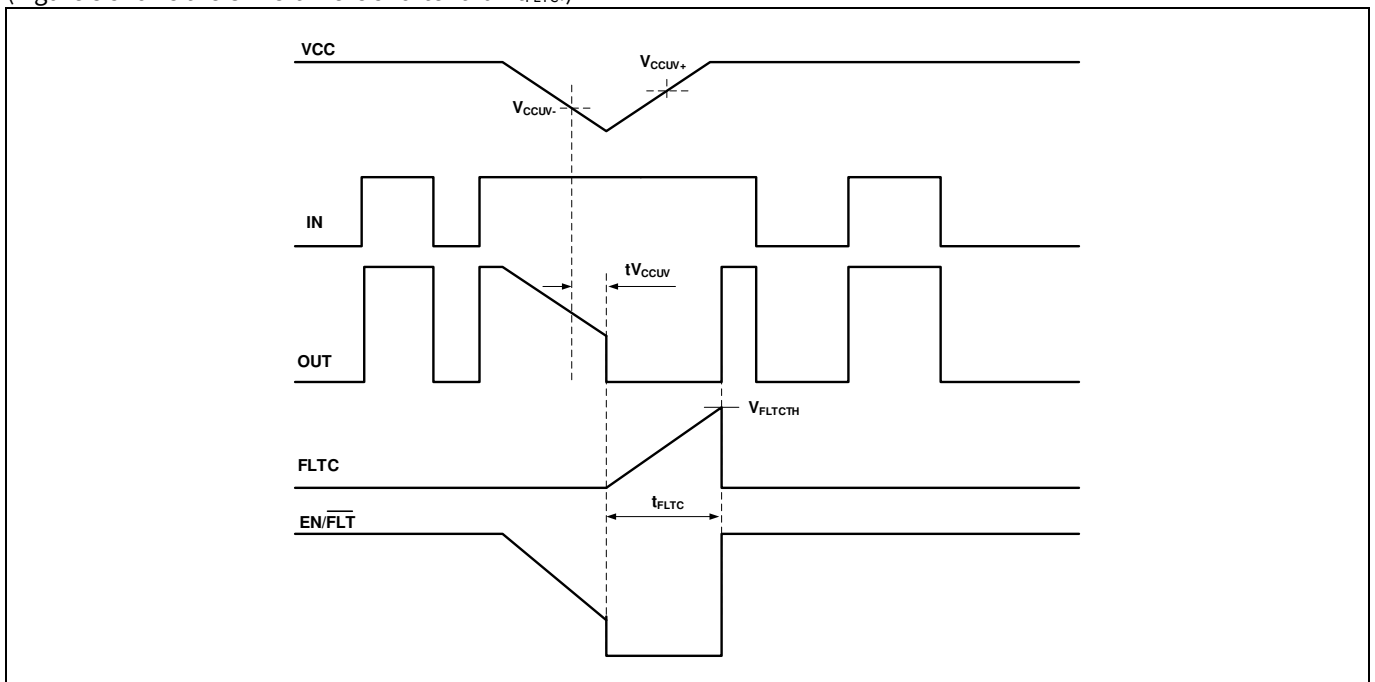 VCC
VCCUV+
VCCUV-
IN
tVCCUV
OUT
VFLTCTH
FLTC
tFLTC
EN/FLT